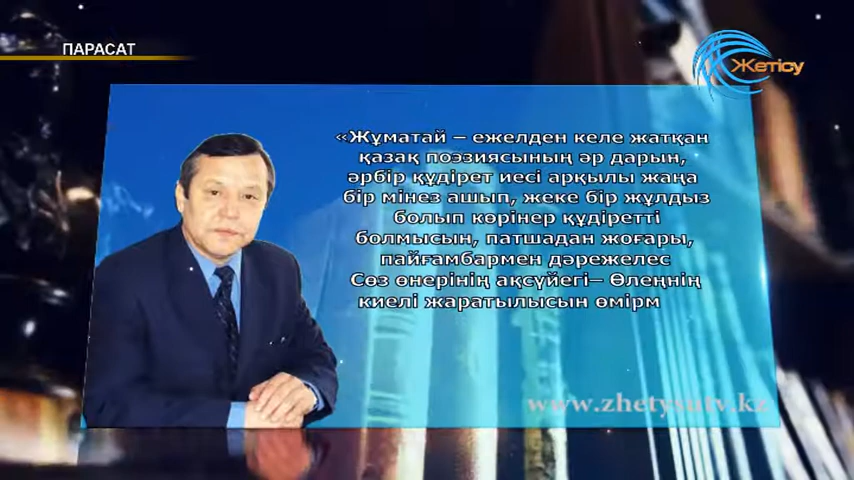 ПАРАСАТ
Жетісу
«Жұматай – ежелден келе жатқан
қазақ поэзиясының әр дарын,
әрбір құдірет иесі арқылы жаңа
бір мінез ашып, жеке бір жұлдыз
болып көрінер құдіретті
болмысын, патшадан жоғары,
пайғамбармен дәрежелес
Сөз өнерінің ақсүйегі– Өлеңнің
киелі жаратылысын өмірм
www.zhetysutv.kz